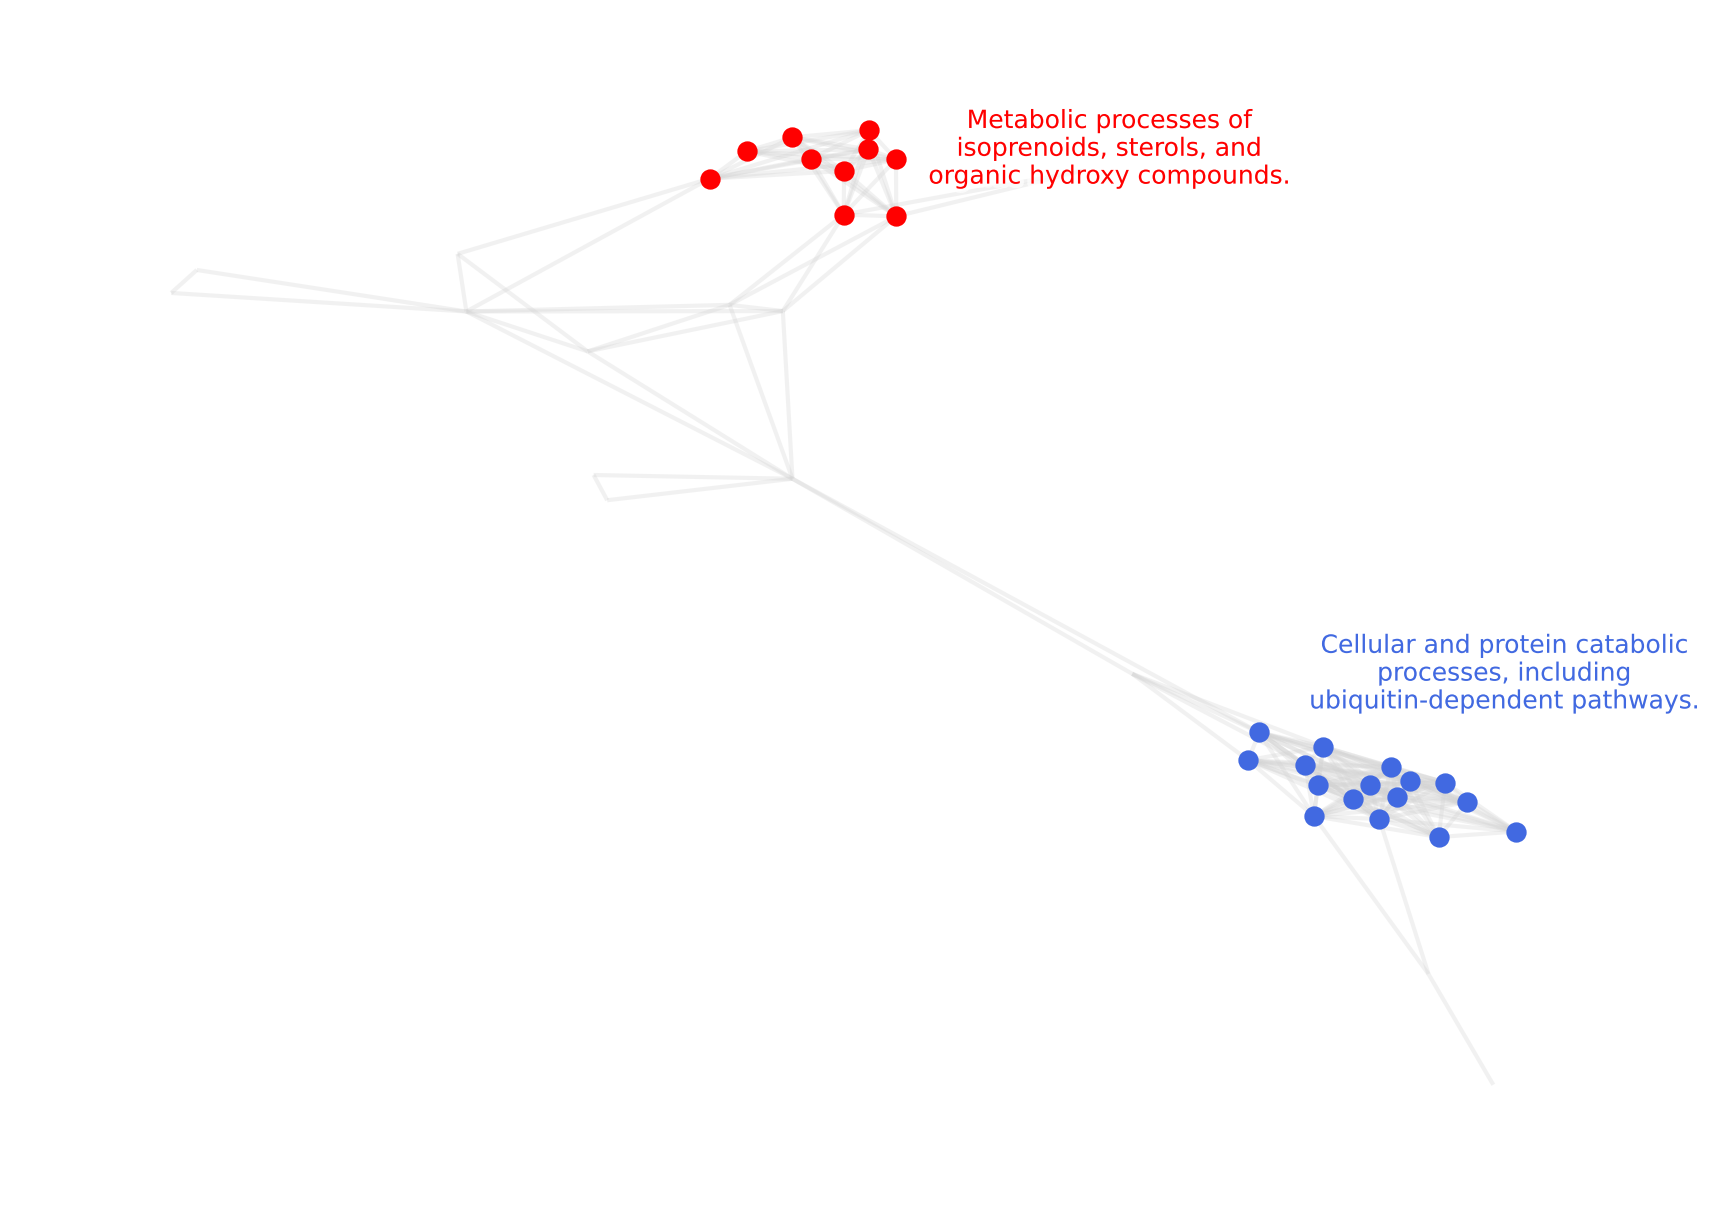 Metabolic processes of
isoprenoids, sterols, and
organic hydroxy compounds.
Cellular and protein catabolic
processes, including
ubiquitin-dependent pathways.